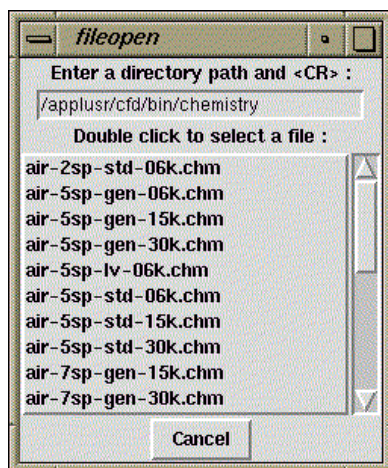 fileopen
Enter a directory path and <CR> :
/applusr/cfd/bin/chemistry
Double click to select a file :
air-2sp-std-06k.chm
air-5sp-gen-06k.chm
air-5sp-gen-15k.chm
air-5sp-gen-30k.chm
air-5sp-lv-06k.chm
air-5sp-std-06k.chm
air-5sp-std-15k.chm
air-5sp-std-30k.chm
air-7sp-gen-15k.chm
air-7sp-gen-30k.chm
Cancel